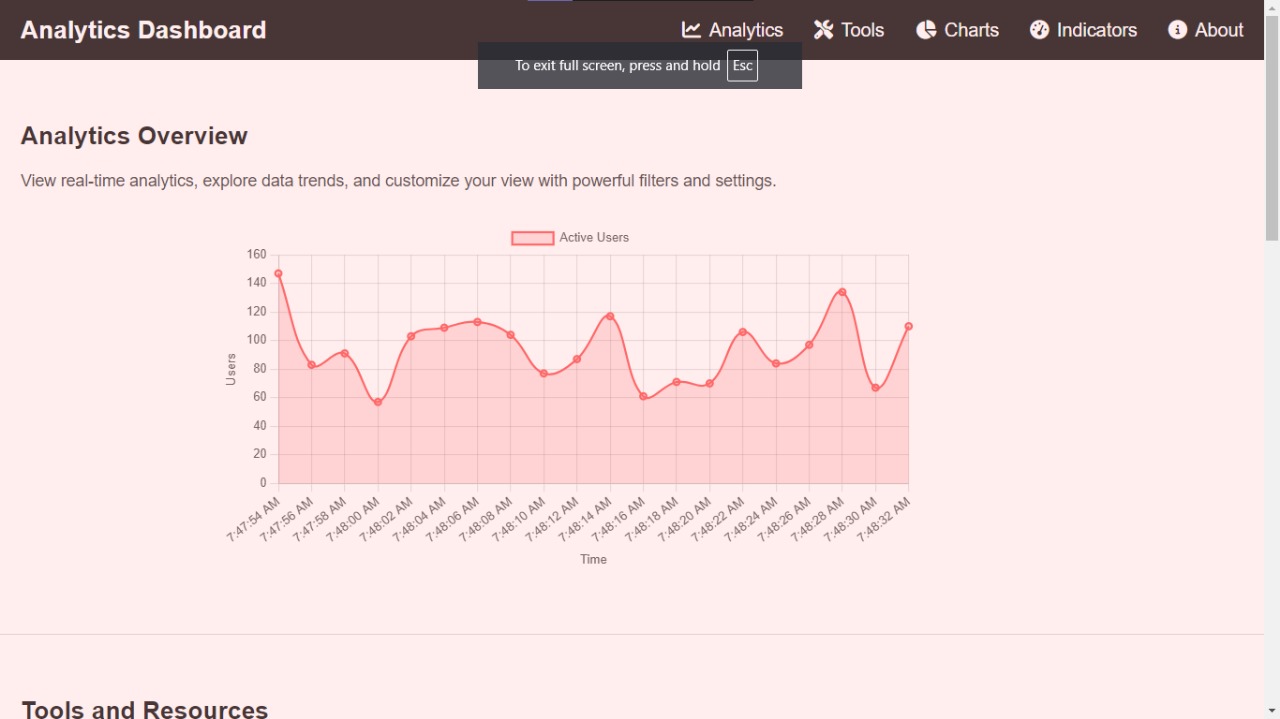 Analytics Dashboard
Analytics
Tools
Charts
Indicators
About
To exit full screen, press and hold Esc
Analytics Overview
View real-time analytics, explore data trends, and customize your view with powerful filters and settings.
Active Users
160
140
120
100
80
60
40
20
0
Users
7:47:54 AM
7:47:56 AM
7:47:58 AM
7:48:00 AM
7:48:02 AM
7:48:04 AM
7:48:06 AM
7:48:08 AM
7:48:10 AM
7:48:12 AM
7:48:14 AM
7:48:16 AM
7:48:18 AM
7:48:20 AM
7:48:22 AM
7:48:24 AM
7:48:26 AM
7:48:28 AM
7:48:30 AM
7:48:32 AM
Time
Tools and Resources